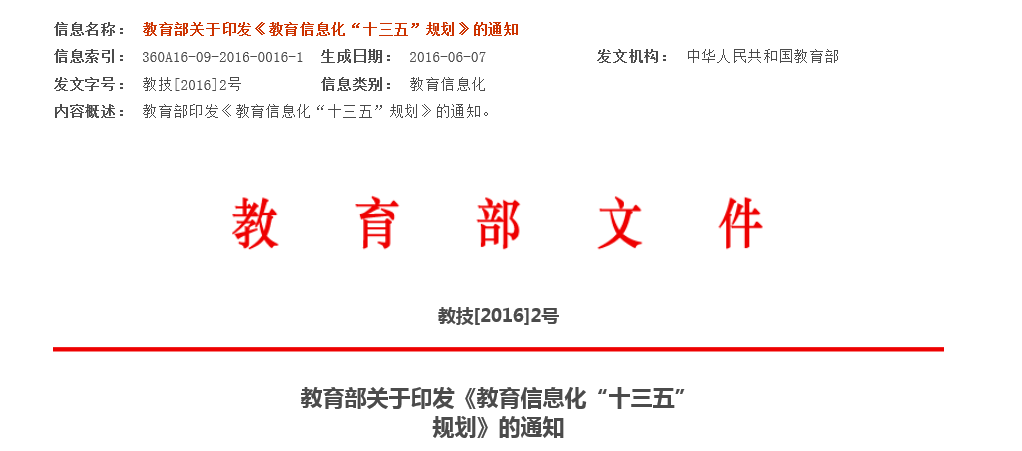 信息名称： 教育部关于印发《教育信息化“十三五”规划》的通知
信息索引： 360A16-09-2016-0016-1 生成日期： 2016-06-07 发文机构： 中华人民共和国教育部
发文字号： 教技[2016]2号 信息类别： 教育信息化
内容概述： 教育部印发《教育信息化“十三五”规划》的通知。
教育部文件
教技[2016]2号
教育部关于印发《教育信息化“十三五”
规划》的通知